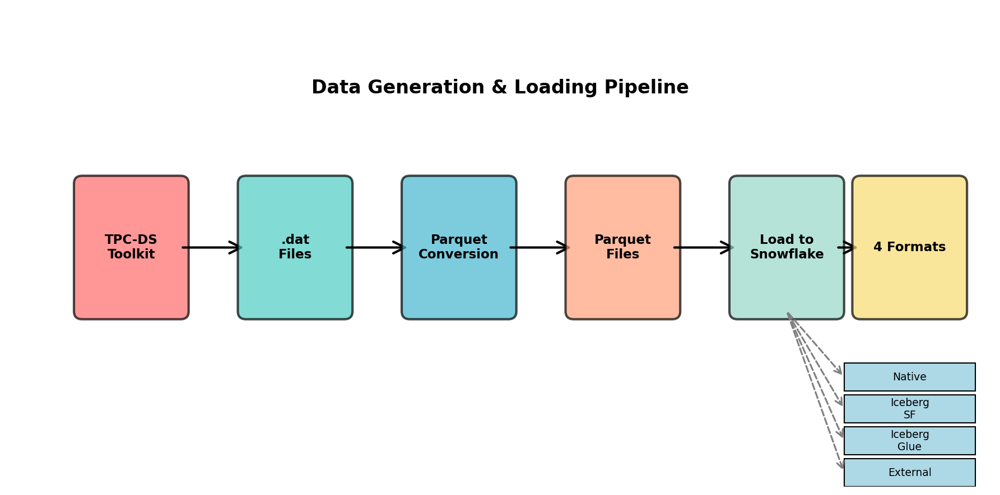 Data Generation & Loading Pipeline
TPC-DS
Toolkit
.dat
Files
Parquet
Conversion
Parquet
Files
Load to
Snowflake
4 Formats
Native
Iceberg
SF
Iceberg
Glue
External